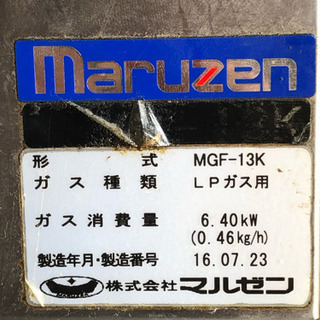 maruzen
形式 MGF-13K
ガス種類 LPガス用
ガス消費量 6.40kW
(0.46kg/h)
製造年月・製造番号 16.07.23
株式会社マルゼン